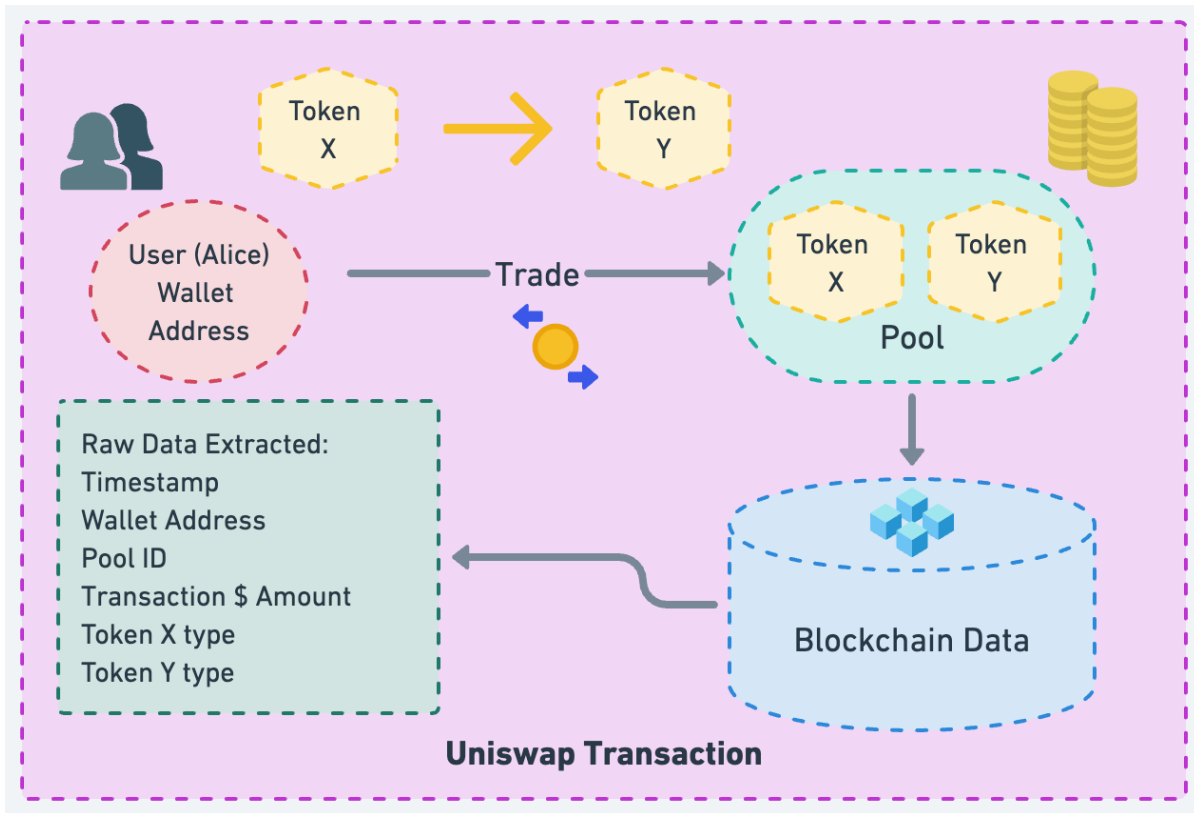 Token
X
Token
Y
User (Alice)
Wallet
Address
Trade
Token
X
Token
Y
Pool
Raw Data Extracted:
Timestamp
Wallet Address
Pool ID
Transaction $ Amount
Token X type
Token Y type
Blockchain Data
Uniswap Transaction